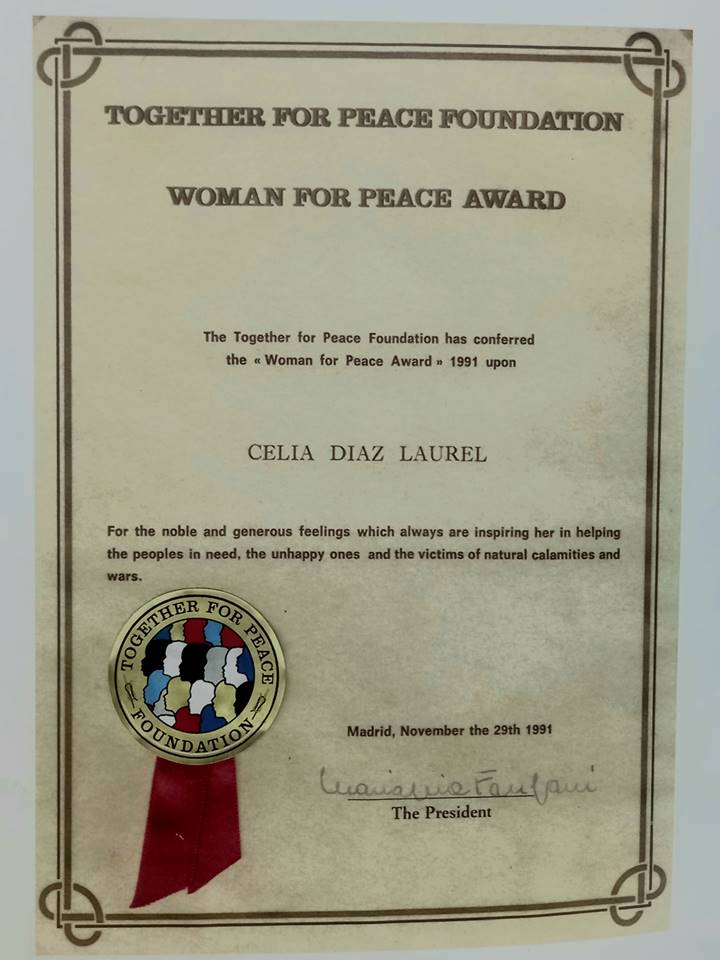 TOGETHER FOR PEACE FOUNDATION
WOMAN FOR PEACE AWARD
The Together for Peace Foundation has conferred
the « Woman for Peace Award » 1991 upon
CELIA DIAZ LAUREL
For the noble and generous feelings which always are inspiring her in helping
the peoples in need, the unhappy ones and the victims of natural calamities and
wars.
TOGETHER FOR PEACE
FOUNDATION
Madrid, November the 29th 1991
Mariapia Fanfani
The President